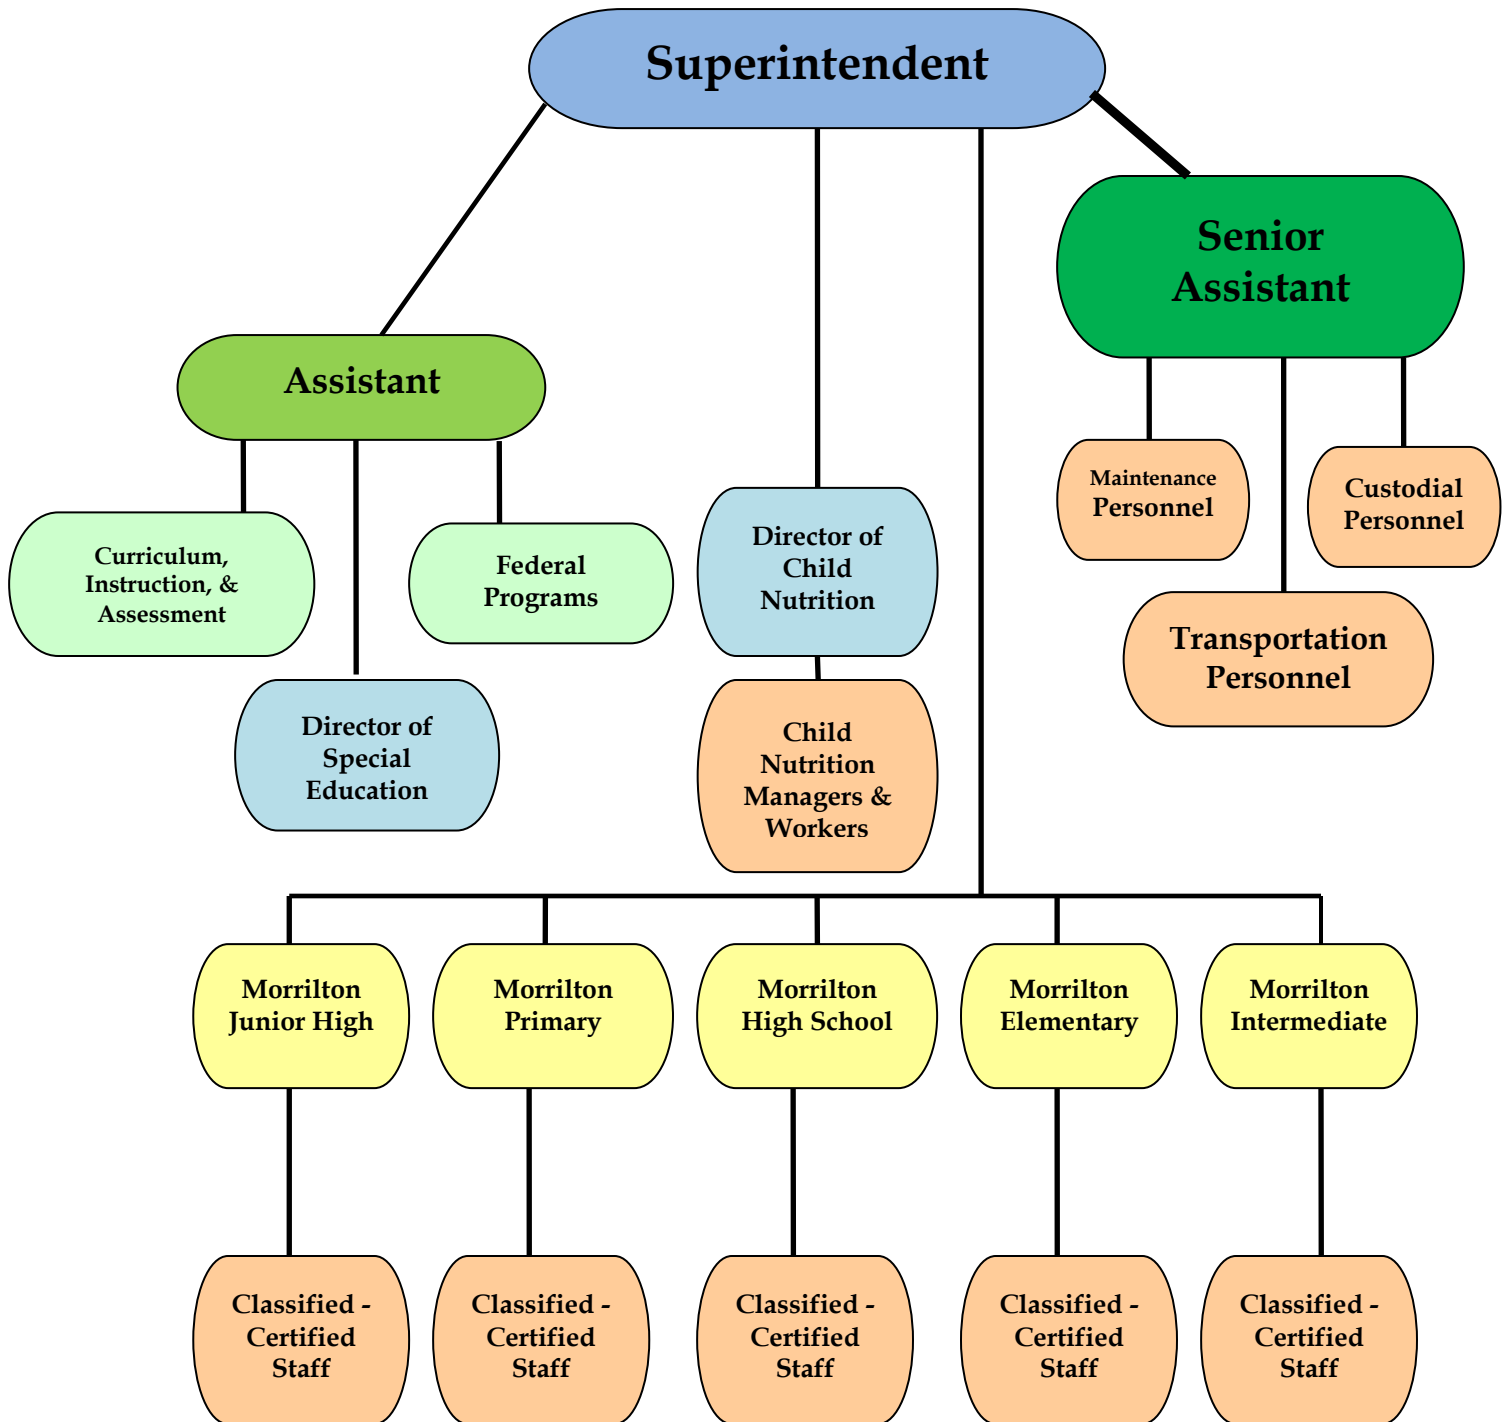 Superintendent
Senior
Assistant
Assistant
Maintenance
Personnel
Custodial
Personnel
Curriculum,
Instruction, &
Assessment
Federal
Programs
Director of
Child
Nutrition
Transportation
Personnel
Director of
Special
Education
Child
Nutrition
Managers &
Workers
Morrilton
Junior High
Morrilton
Primary
Morrilton
High School
Morrilton
Elementary
Morrilton
Intermediate
Classified -
Certified
Staff
Classified -
Certified
Staff
Classified -
Certified
Staff
Classified -
Certified
Staff
Classified -
Certified
Staff